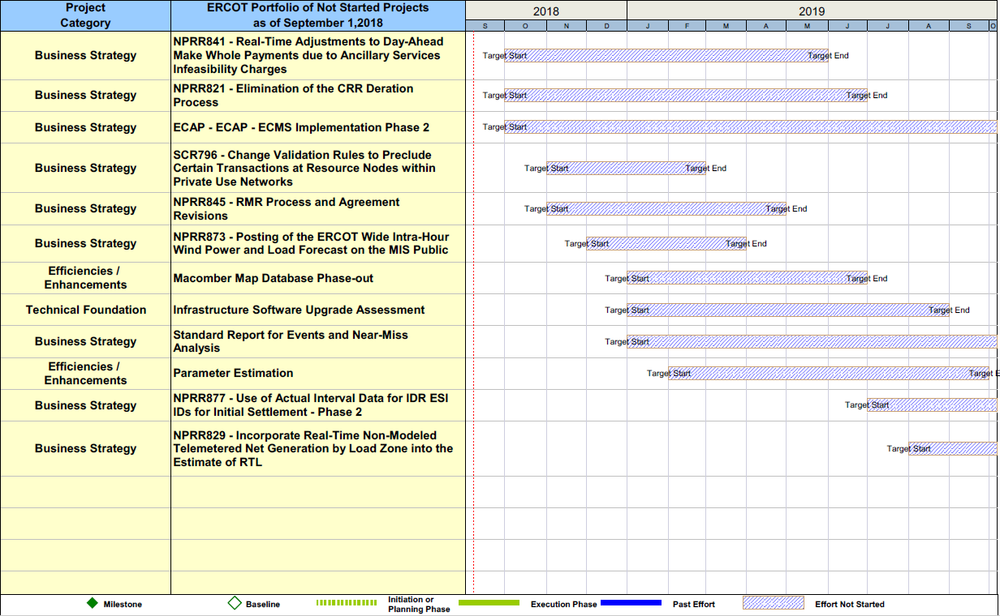 Project
Category
ERCOT Portfolio of Not Started Projects
as of September 1,2018
2018
2019
S O N D J F M A M J J A S O
Business Strategy
NPRR841 - Real-Time Adjustments to Day-Ahead
Make Whole Payments due to Ancillary Services
Infeasibility Charges
Target Start
Target End
Business Strategy
NPRR821 - Elimination of the CRR Deration
Process
Target Start
Target End
Business Strategy
ECAP - ECAP - ECMS Implementation Phase 2
Target Start
Business Strategy
SCR796 - Change Validation Rules to Preclude
Certain Transactions at Resource Nodes within
Private Use Networks
Target Start
Target End
Business Strategy
NPRR845 - RMR Process and Agreement
Revisions
Target Start
Target End
Business Strategy
NPRR873 - Posting of the ERCOT Wide Intra-Hour
Wind Power and Load Forecast on the MIS Public
Target Start
Target End
Efficiencies /
Enhancements
Macomber Map Database Phase-out
Target Start
Target End
Technical Foundation
Infrastructure Software Upgrade Assessment
Target Start
Target End
Business Strategy
Standard Report for Events and Near-Miss
Analysis
Target Start
Efficiencies /
Enhancements
Parameter Estimation
Target Start
Target E
Business Strategy
NPRR877 - Use of Actual Interval Data for IDR ESI
IDs for Initial Settlement - Phase 2
Target Start
Business Strategy
NPRR829 - Incorporate Real-Time Non-Modeled
Telemetered Net Generation by Load Zone into the
Estimate of RTL
Target Start
Milestone
Baseline
Initiation or
Planning Phase
Execution Phase
Past Effort
Effort Not Started